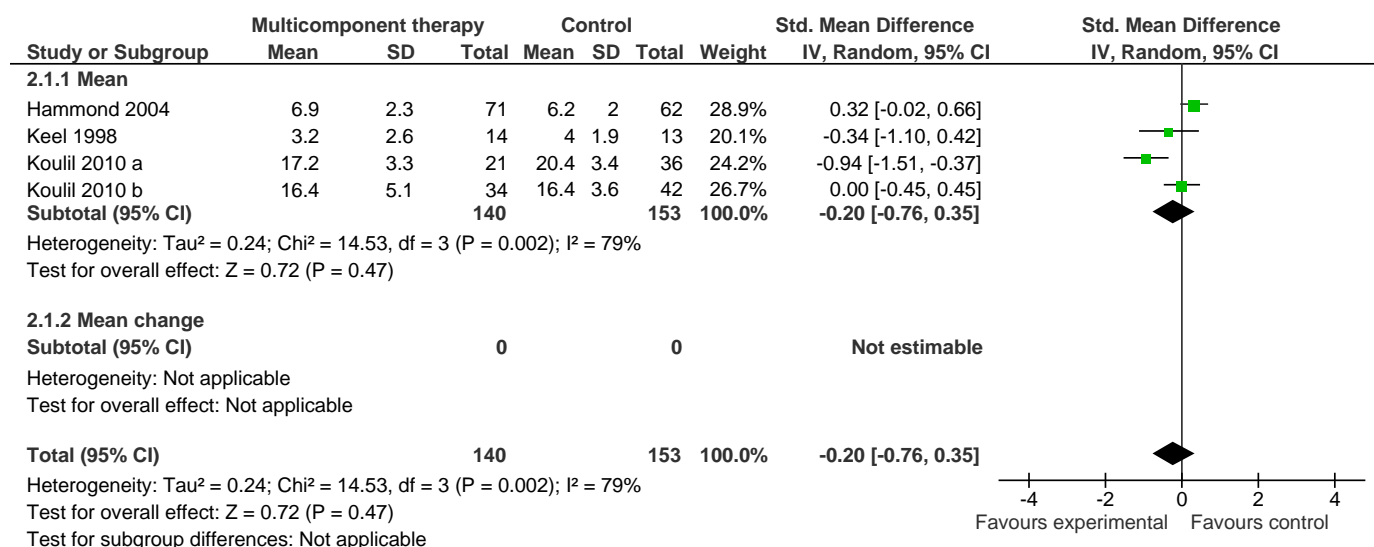 Multicomponent therapy Control Std. Mean Difference Std. Mean Difference
Study or Subgroup Mean SD Total Mean SD Total Weight IV, Random, 95% CI IV, Random, 95% CI
2.1.1 Mean
Hammond 2004 6.9 2.3 71 6.2 2 62 28.9% 0.32 [-0.02, 0.66]
Keel 1998 3.2 2.6 14 4 1.9 13 20.1% -0.34 [-1.10, 0.42]
Koulil 2010 a 17.2 3.3 21 20.4 3.4 36 24.2% -0.94 [-1.51, -0.37]
Koulil 2010 b 16.4 5.1 34 16.4 3.6 42 26.7% 0.00 [-0.45, 0.45]
Subtotal (95% CI) 140 153 100.0% -0.20 [-0.76, 0.35]
Heterogeneity: Tau² = 0.24; Chi² = 14.53, df = 3 (P = 0.002); I² = 79%
Test for overall effect: Z = 0.72 (P = 0.47)
2.1.2 Mean change
Subtotal (95% CI) 0 0 Not estimable
Heterogeneity: Not applicable
Test for overall effect: Not applicable
Total (95% CI) 140 153 100.0% -0.20 [-0.76, 0.35]
Heterogeneity: Tau² = 0.24; Chi² = 14.53, df = 3 (P = 0.002); I² = 79%
Test for overall effect: Z = 0.72 (P = 0.47)
Test for subgroup differences: Not applicable
-4 -2 0 2 4
Favours experimental Favours control